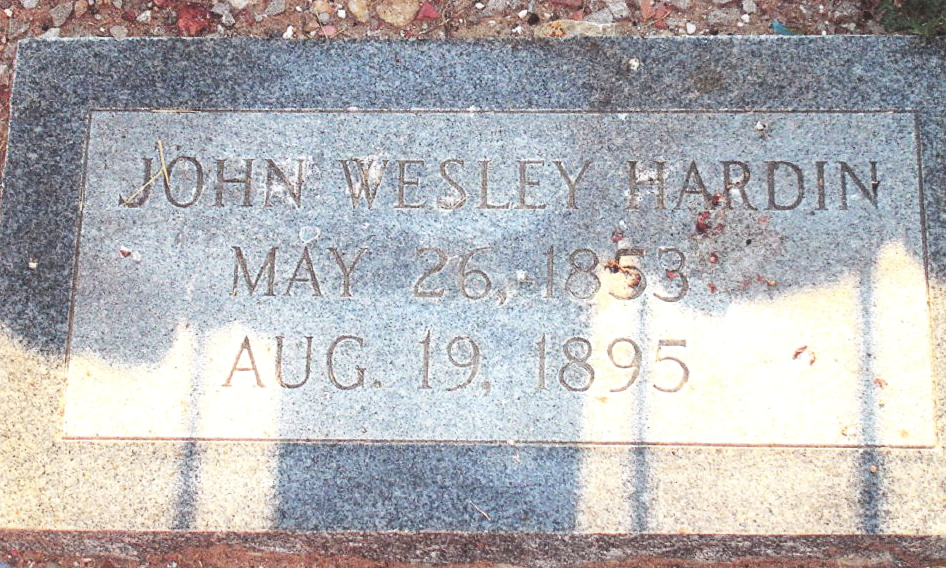 JOHN WESLEY HARDIN
MAY 26, 1853
AUG. 19, 1895